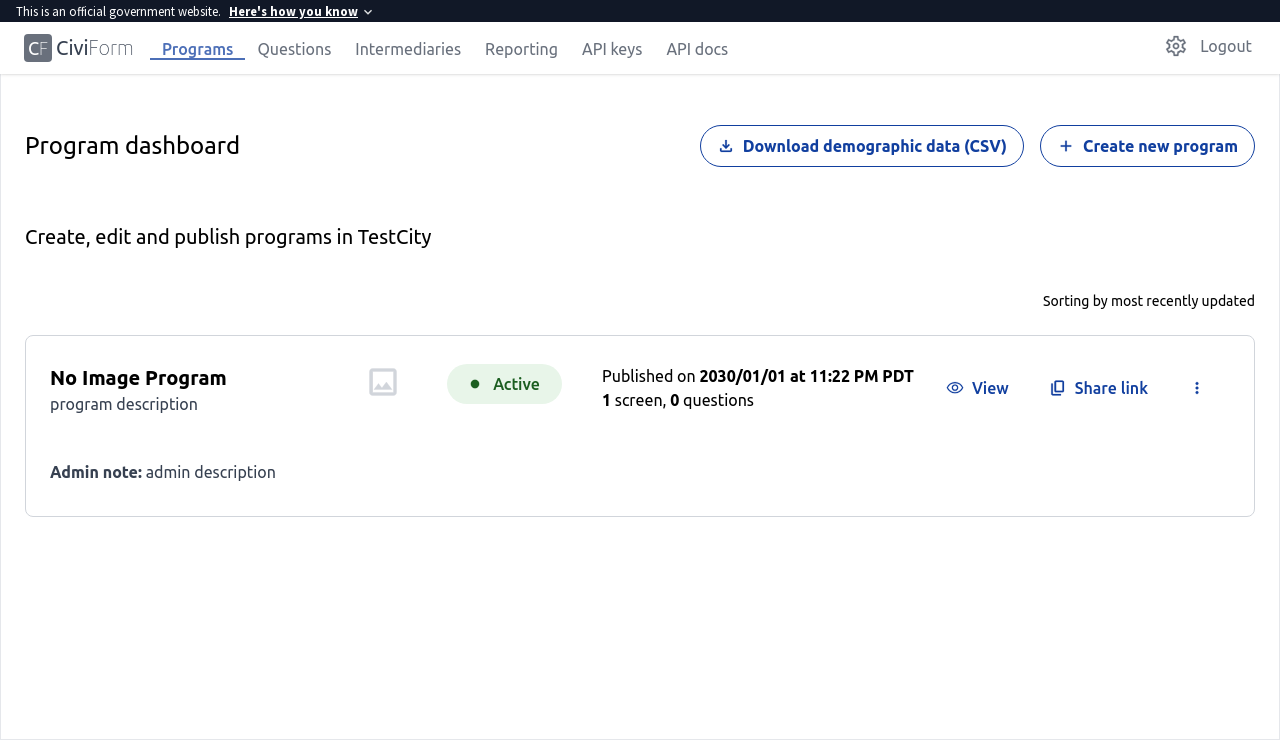 This is an official government website. Here's how you know
CF CiviForm Programs Questions Intermediaries Reporting API keys API docs Logout
Program dashboard Download demographic data (CSV) Create new program
Create, edit and publish programs in TestCity
Sorting by most recently updated
No Image Program Active Published on 2030/01/01 at 11:22 PM PDT View Share link
program description 1 screen, 0 questions
Admin note: admin description